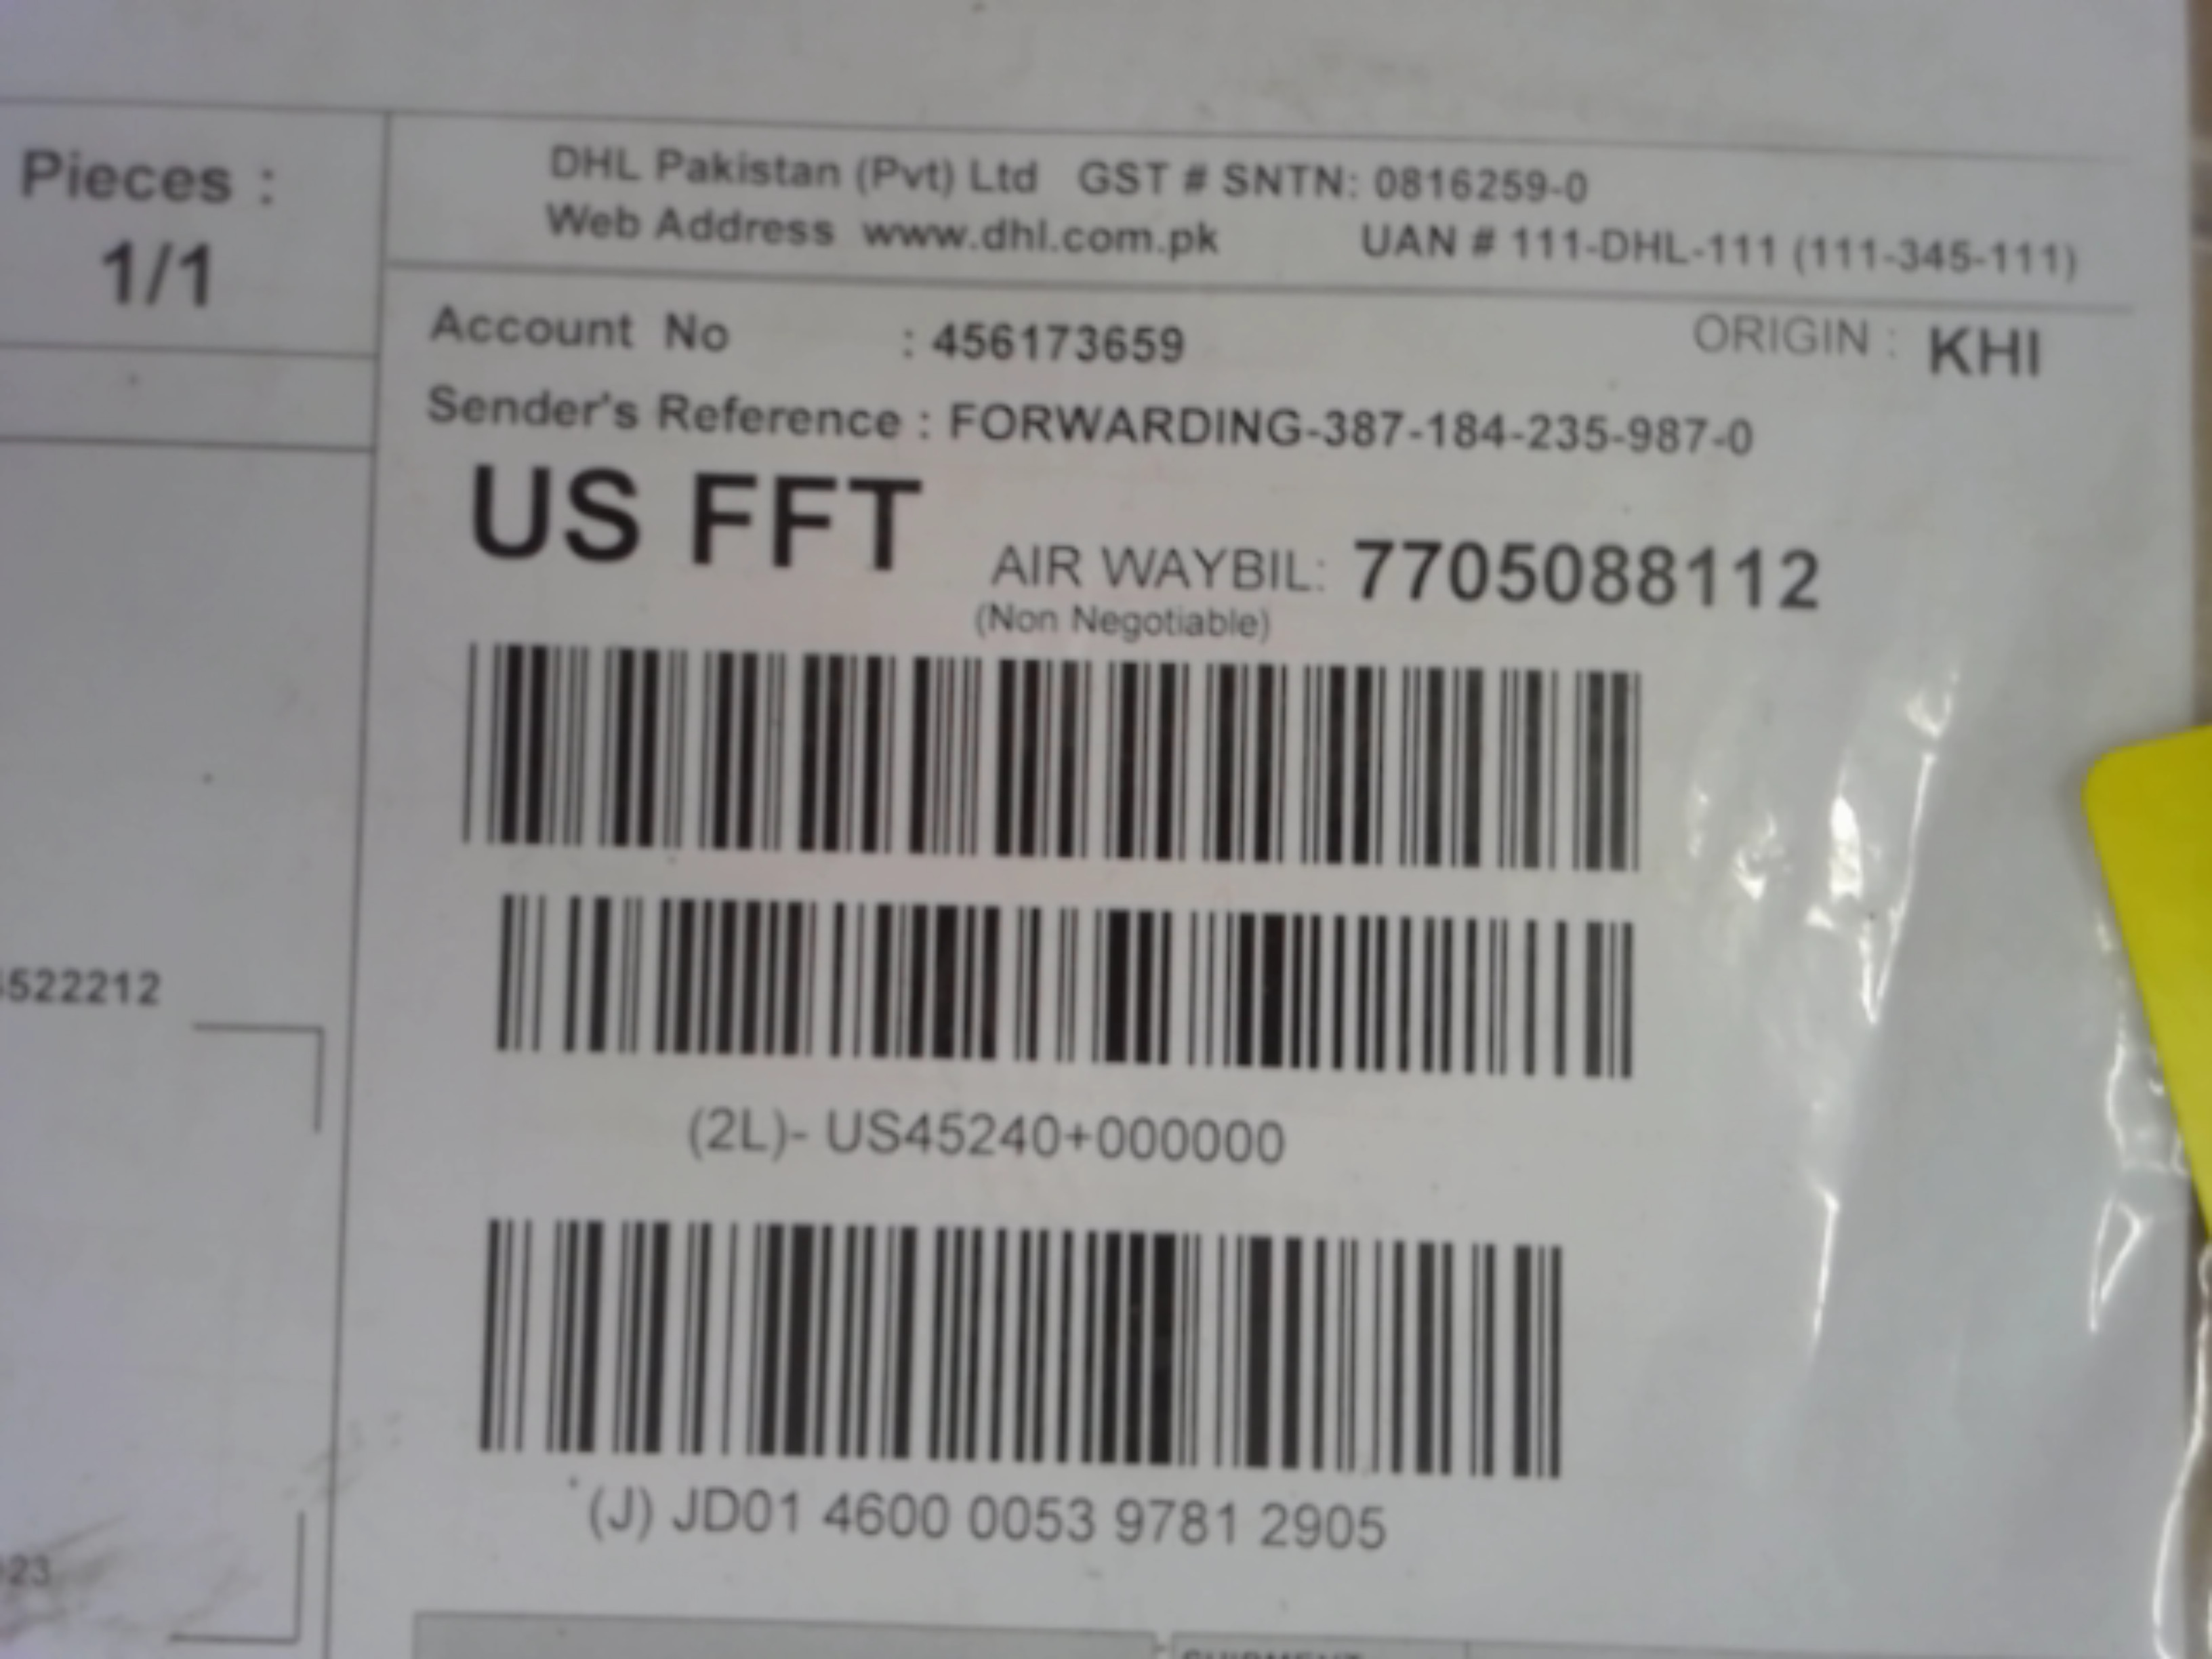 Pieces :
1/1
DHL Pakistan (Pvt) Ltd GST # SNTN: 0816259-0
Web Address www.dhl.com.pk UAN # 111-DHL-111 (111-345-111)
Account No : 456173659 ORIGIN : KHI
Sender's Reference : FORWARDING-387-184-235-987-0
US FFT AIR WAYBIL: 7705088112
(Non Negotiable)
522212
(2L)- US45240+000000
(J) JD01 4600 0053 9781 2905
23
SHIPMENT